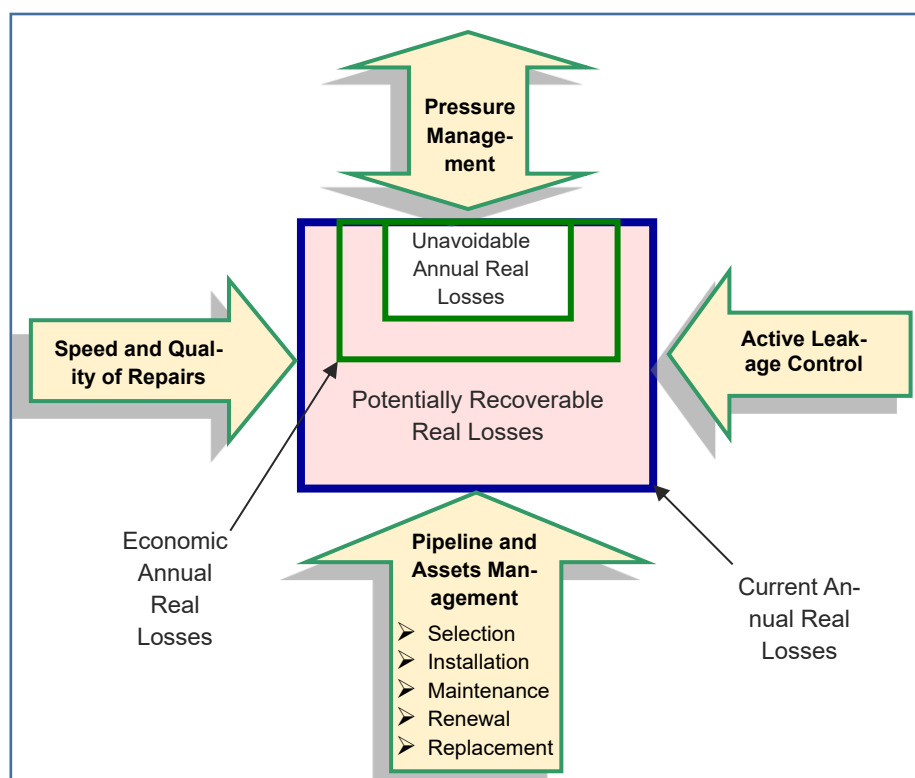 Pressure
Manage-
ment
Unavoidable
Annual Real
Losses
Speed and Qual-
ity of Repairs
Active Leak-
age Control
Potentially Recoverable
Real Losses
Economic
Annual
Real
Losses
Pipeline and
Assets Man-
agement
➢ Selection
➢ Installation
➢ Maintenance
➢ Renewal
➢ Replacement
Current An-
nual Real
Losses